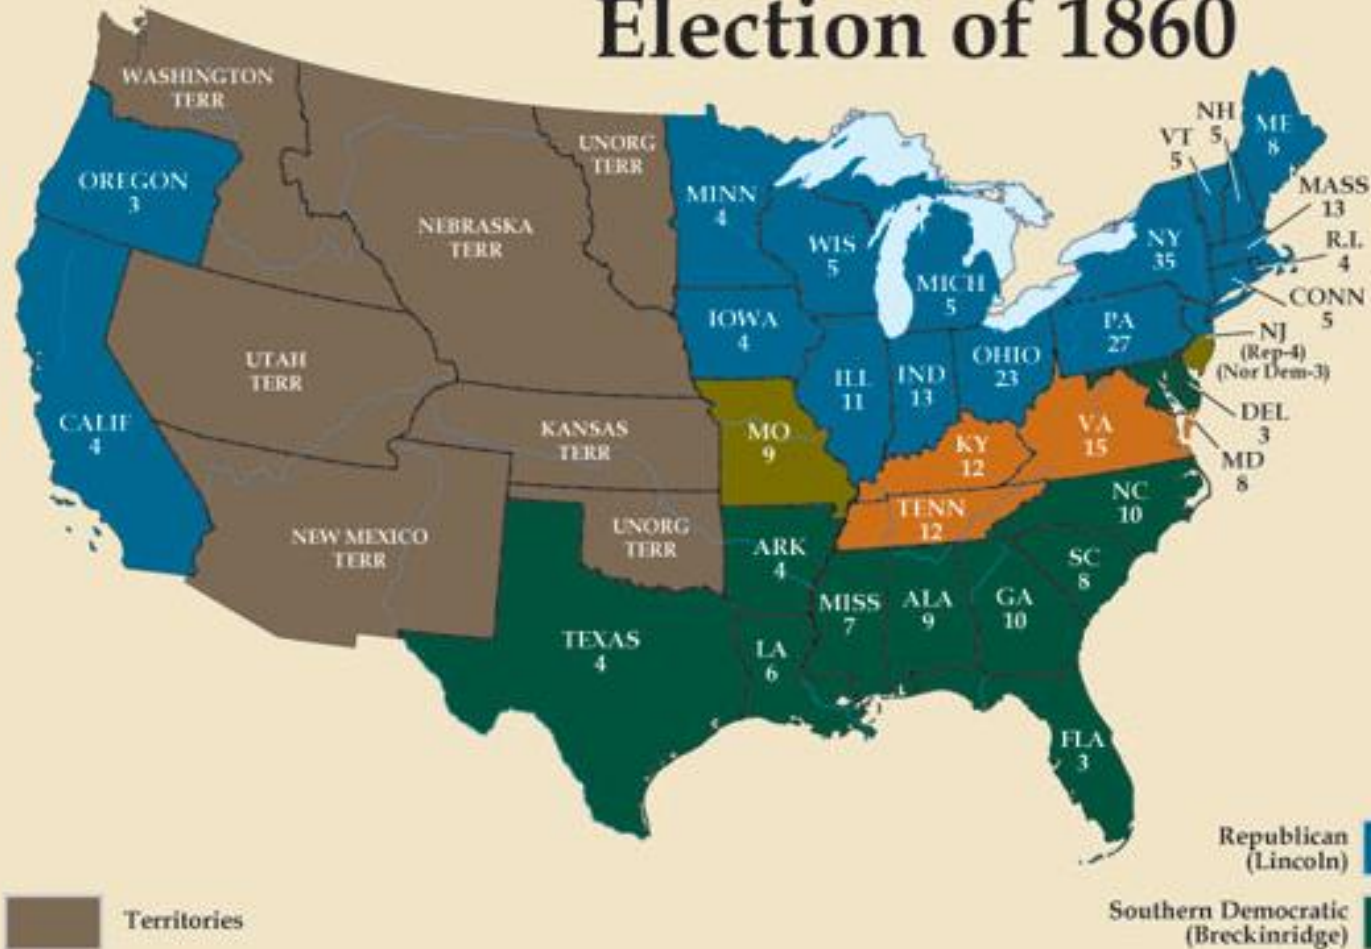 Election of 1860
WASHINGTON
TERR
OREGON
3
CALIF
4
NEBRASKA
TERR
UNORG
TERR
UTAH
TERR
KANSAS
TERR
NEW MEXICO
TERR
UNORG
TERR
MINN
4
WIS
5
MICH
5
IOWA
4
ILL
11
IND
13
OHIO
23
PA
27
NY
35
VT
5
NH
5
ME
8
MASS
13
R.I.
4
CONN
5
NJ
(Rep-4)
(Nor Dem-3)
DEL
3
MD
8
MO
9
KY
12
VA
15
TENN
12
NC
10
SC
8
GA
10
ALA
9
MISS
7
ARK
4
LA
6
TEXAS
4
FLA
3
Territories
Republican
(Lincoln)
Southern Democratic
(Breckinridge)